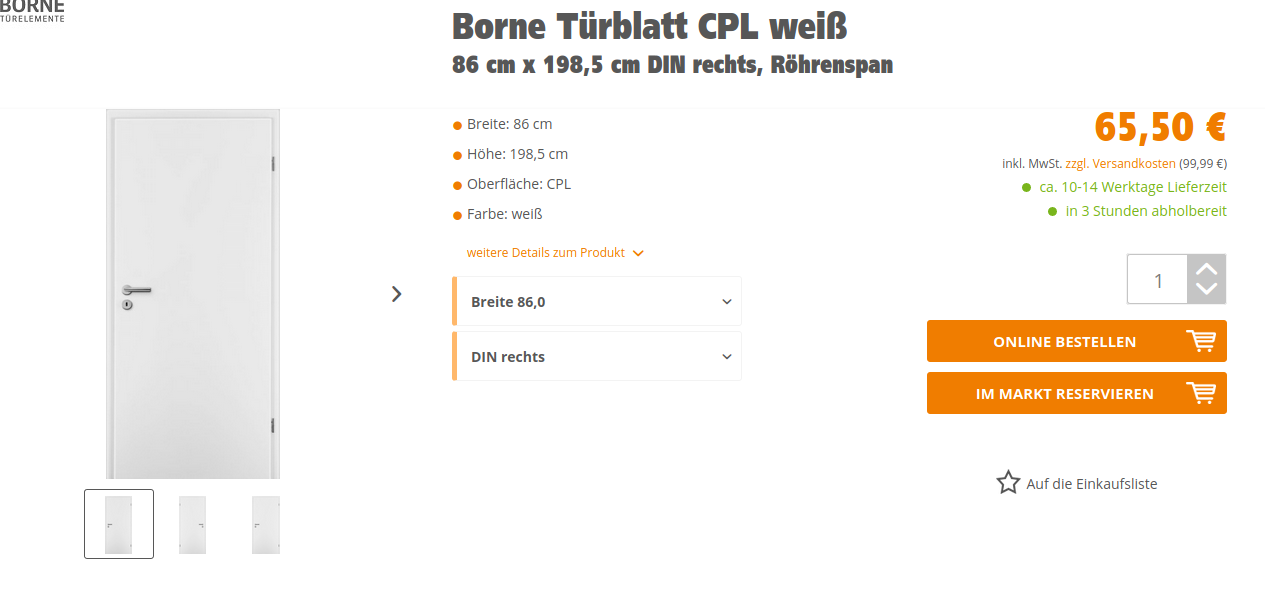 BORNE
TÜRELEMENTE
Borne Türblatt CPL weiß
86 cm x 198,5 cm DIN rechts, Röhrenspan
Breite: 86 cm
Höhe: 198,5 cm
Oberfläche: CPL
Farbe: weiß
weitere Details zum Produkt
Breite 86,0
DIN rechts
65,50 €
inkl. MwSt. zzgl. Versandkosten (99,99 €)
ca. 10-14 Werktage Lieferzeit
in 3 Stunden abholbereit
1
ONLINE BESTELLEN
IM MARKT RESERVIEREN
Auf die Einkaufsliste